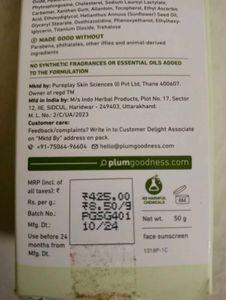 Phytomongosine, Cholesterol, Sodium Lauroyl Lactylate,
Carbomer, Xanthan Gum, Allantoin, Tocopherol, Ethyl Ascorbic
Acid, Ethoxydiglycol, Helianthus Annuus (Sunflower) Seed Oil,
Glyceryl Stearate, Phenoxyethanol, Ethylhexyl-
glycerin, Titanium Dioxide, Trehalose
MADE GOOD WITHOUT
Parabens, phthalates, other iffies and animal-derived
ingredients
NO SYNTHETIC FRAGRANCES OR ESSENTIAL OILS ADDED
TO THE FORMULATION
Mktd by: Pureplay Skin Sciences (I) Pvt Ltd, Thane 400607.
Owner of regd TM
Mfd in India by: M/s Indo Herbal Products, Plot No. 17, Sector
12, IIE, SIDCUL, Haridwar - 249403, Uttarakhand.
M. L. No.: 2/C/UA/2023
Customer care:
Feedback/complaints? Write in to Customer Delight Associate
on "Mktd By" address on pack.
+91-75064-96604 hello@plumgoodness.com
plumgoodness.com
MRP (incl. ₹425.00
of all taxes):
Rs. per g.: ₹8.50/g
Batch No.: PGSG401
Mfg. Dt.: 10/24
Use before 24
months from
Mfg. Dt.
NO HARMFUL
CHEMICALS
6M
Net wt. 50 g
face sunscreen
1018P-1C